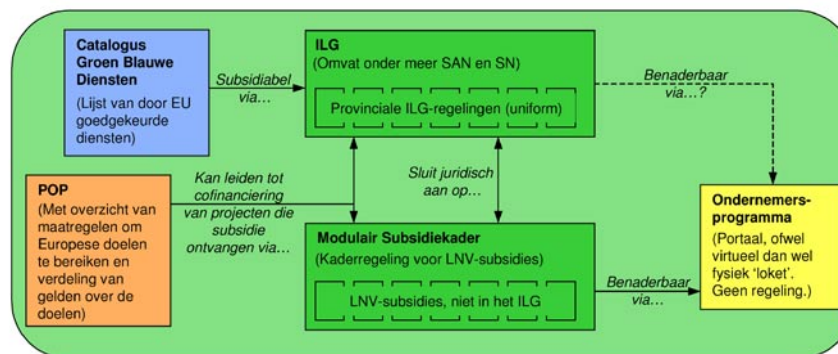 Catalogus
Groen Blauwe
Diensten
(Lijst van door EU
goedgekeurde
diensten)
Subsidiabel
via…
ILG
(Omvat onder meer SAN en SN)
Provinciale ILG-regelingen (uniform)
Benaderbaar
via…?
POP
(Met overzicht van
maatregelen om
Europese doelen
te bereiken en
verdeling van
gelden over de
doelen)
Kan leiden tot
cofinanciering
van projecten die
subsidie
ontvangen via…
Sluit juridisch
aan op…
Modulair Subsidiekader
(Kaderregeling voor LNV-subsidies)
LNV-subsidies, niet in het ILG
Benaderbaar
via…
Ondernemers-
programma
(Portaal, ofwel
virtueel dan wel
fysiek ‘loket’.
Geen regeling.)